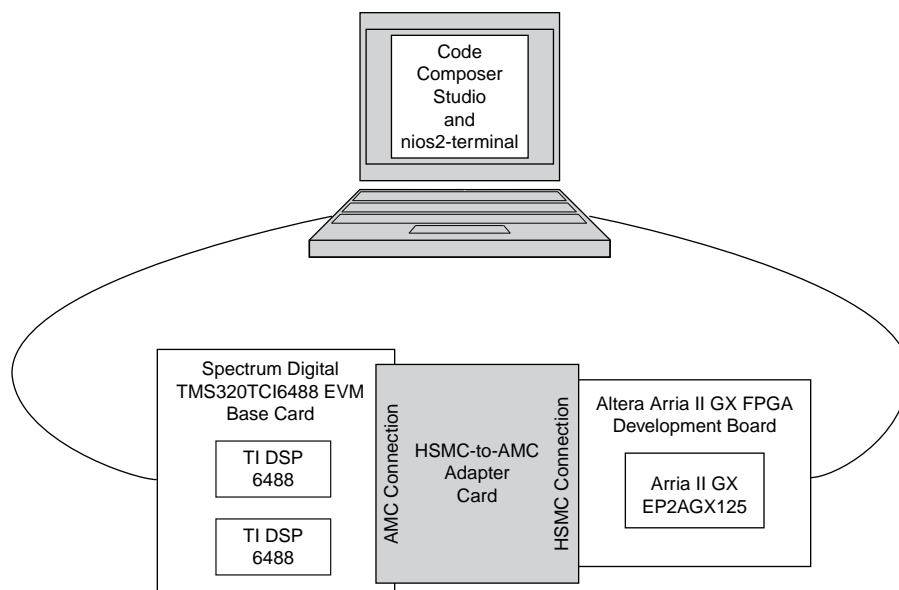 Code
Composer
Studio
and
nios2-terminal
Spectrum Digital
TMS320TCI6488 EVM
Base Card
TI DSP
6488
TI DSP
6488
AMC Connection
HSMC-to-AMC
Adapter
Card
HSMC Connection
Altera Arria II GX FPGA
Development Board
Arria II GX
EP2AGX125